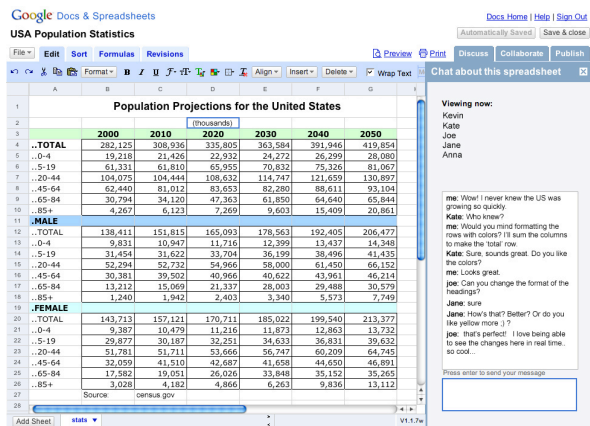 Google Docs & Spreadsheets
Docs Home | Help | Sign Out
USA Population Statistics
Automatically Saved Save & close
File Edit Sort Formulas Revisions Preview Print Discuss Collaborate Publish
Format B I U F Tt Tg T Align Insert Delete Wrap Text
Chat about this spreadsheet
A B C D E F G
1 Population Projections for the United States
2 (thousands)
3 2000 2010 2020 2030 2040 2050
4 ..TOTAL 282,125 308,936 335,805 363,584 391,946 419,854
5 ..0-4 19,218 21,426 22,932 24,272 26,299 28,080
6 ..5-19 61,331 61,810 65,955 70,832 75,326 81,067
7 ..20-44 104,075 104,444 108,632 114,747 121,659 130,897
8 ..45-64 62,440 81,012 83,653 82,280 88,611 93,104
9 ..65-84 30,794 34,120 47,363 61,850 64,640 65,844
10 ..85+ 4,267 6,123 7,269 9,603 15,409 20,861
11 .MALE
12 ..TOTAL 138,411 151,815 165,093 178,563 192,405 206,477
13 ..0-4 9,831 10,947 11,716 12,399 13,437 14,348
14 ..5-19 31,454 31,622 33,704 36,199 38,496 41,435
15 ..20-44 52,294 52,732 54,966 58,000 61,450 66,152
16 ..45-64 30,381 39,502 40,966 40,622 43,961 46,214
17 ..65-84 13,212 15,069 21,337 28,003 29,488 30,579
18 ..85+ 1,240 1,942 2,403 3,340 5,573 7,749
19 .FEMALE
20 ..TOTAL 143,713 157,121 170,711 185,022 199,540 213,377
21 ..0-4 9,387 10,479 11,216 11,873 12,863 13,732
22 ..5-19 29,877 30,187 32,251 34,633 36,831 39,632
23 ..20-44 51,781 51,711 53,666 56,747 60,209 64,745
24 ..45-64 32,059 41,510 42,687 41,658 44,650 46,891
25 ..65-84 17,582 19,051 26,026 33,848 35,152 35,265
26 ..85+ 3,028 4,182 4,866 6,263 9,836 13,112
27 Source: census.gov
28
Add Sheet stats V1.1.7w
Viewing now:
Kevin
Kate
Joe
Jane
Anna
me: Wow! I never knew the US was
growing so quickly.
Kate: Who knew?
me: Would you mind formatting the
rows with colors? I'll sum the columns
to make the 'total' row.
Kate: Sure, sounds great. Do you like
the colors?
me: Looks great.
joe: Can you change the format of the
headings?
Jane: sure
Jane: How's that? Better? Or do you
like yellow more ;) ?
joe: that's perfect! I love being able
to see the changes here in real time..
so cool...
Press enter to send your message